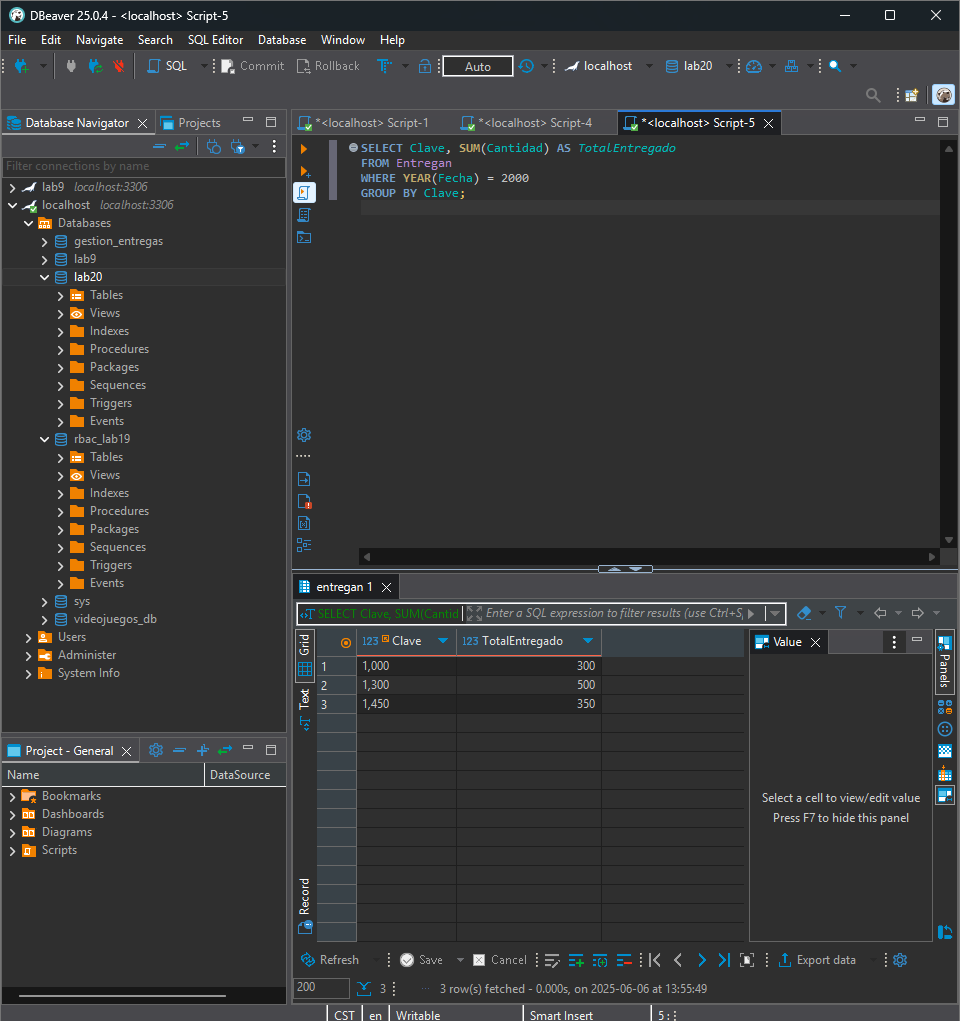 DBeaver 25.0.4 - <localhost> Script-5
File Edit Navigate Search SQL Editor Database Window Help
SQL Commit Rollback Auto localhost lab20
Database Navigator Projects
Filter connections by name
lab9 localhost:3306
localhost localhost:3306
Databases
gestion_entregas
lab9
lab20
Tables
Views
Indexes
Procedures
Packages
Sequences
Triggers
Events
rbac_lab19
Tables
Views
Indexes
Procedures
Packages
Sequences
Triggers
Events
sys
videojuegos_db
Users
Administer
System Info
Project - General
Name DataSource
Bookmarks
Dashboards
Diagrams
Scripts
*<localhost> Script-1 *<localhost> Script-4 *<localhost> Script-5
SELECT Clave, SUM(Cantidad) AS TotalEntregado
FROM Entregan
WHERE YEAR(Fecha) = 2000
GROUP BY Clave;
entregan 1
SELECT Clave, SUM(Cantid Enter a SQL expression to filter results (use Ctrl+S,
Grid
Text
Record
123 Clave 123 TotalEntregado
1 1,000 300
2 1,300 500
3 1,450 350
Value
Select a cell to view/edit value
Press F7 to hide this panel
Panels
Refresh Save Cancel Export data
200 3 3 row(s) fetched - 0.000s, on 2025-06-06 at 13:55:49
CST en Writable Smart Insert 5 :